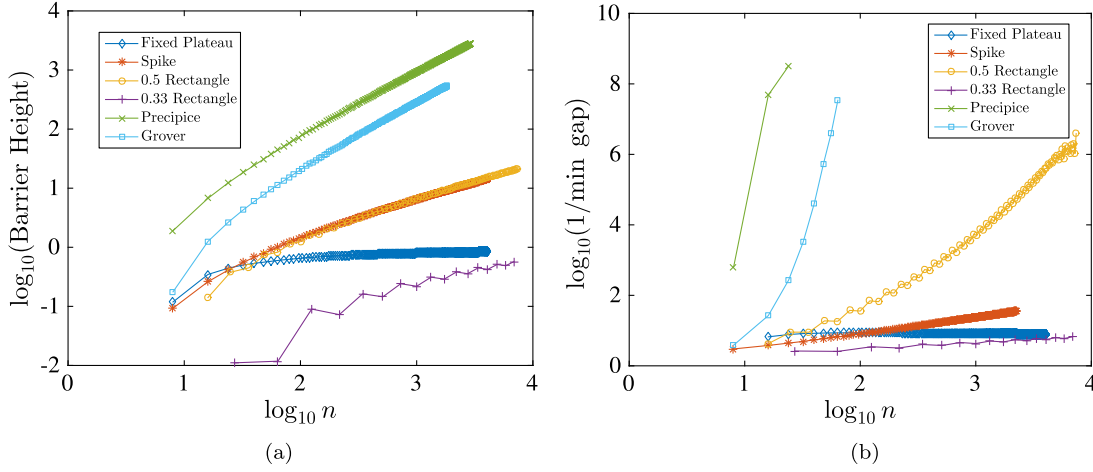 4
3
2
1
0
-1
-2
log₁₀(Barrier Height)
Fixed Plateau
Spike
0.5 Rectangle
0.33 Rectangle
Precipice
Grover
0 1 2 3 4
log₁₀ n
(a)
10
8
6
4
2
0
log₁₀(1/min gap)
Fixed Plateau
Spike
0.5 Rectangle
0.33 Rectangle
Precipice
Grover
0 1 2 3 4
log₁₀ n
(b)